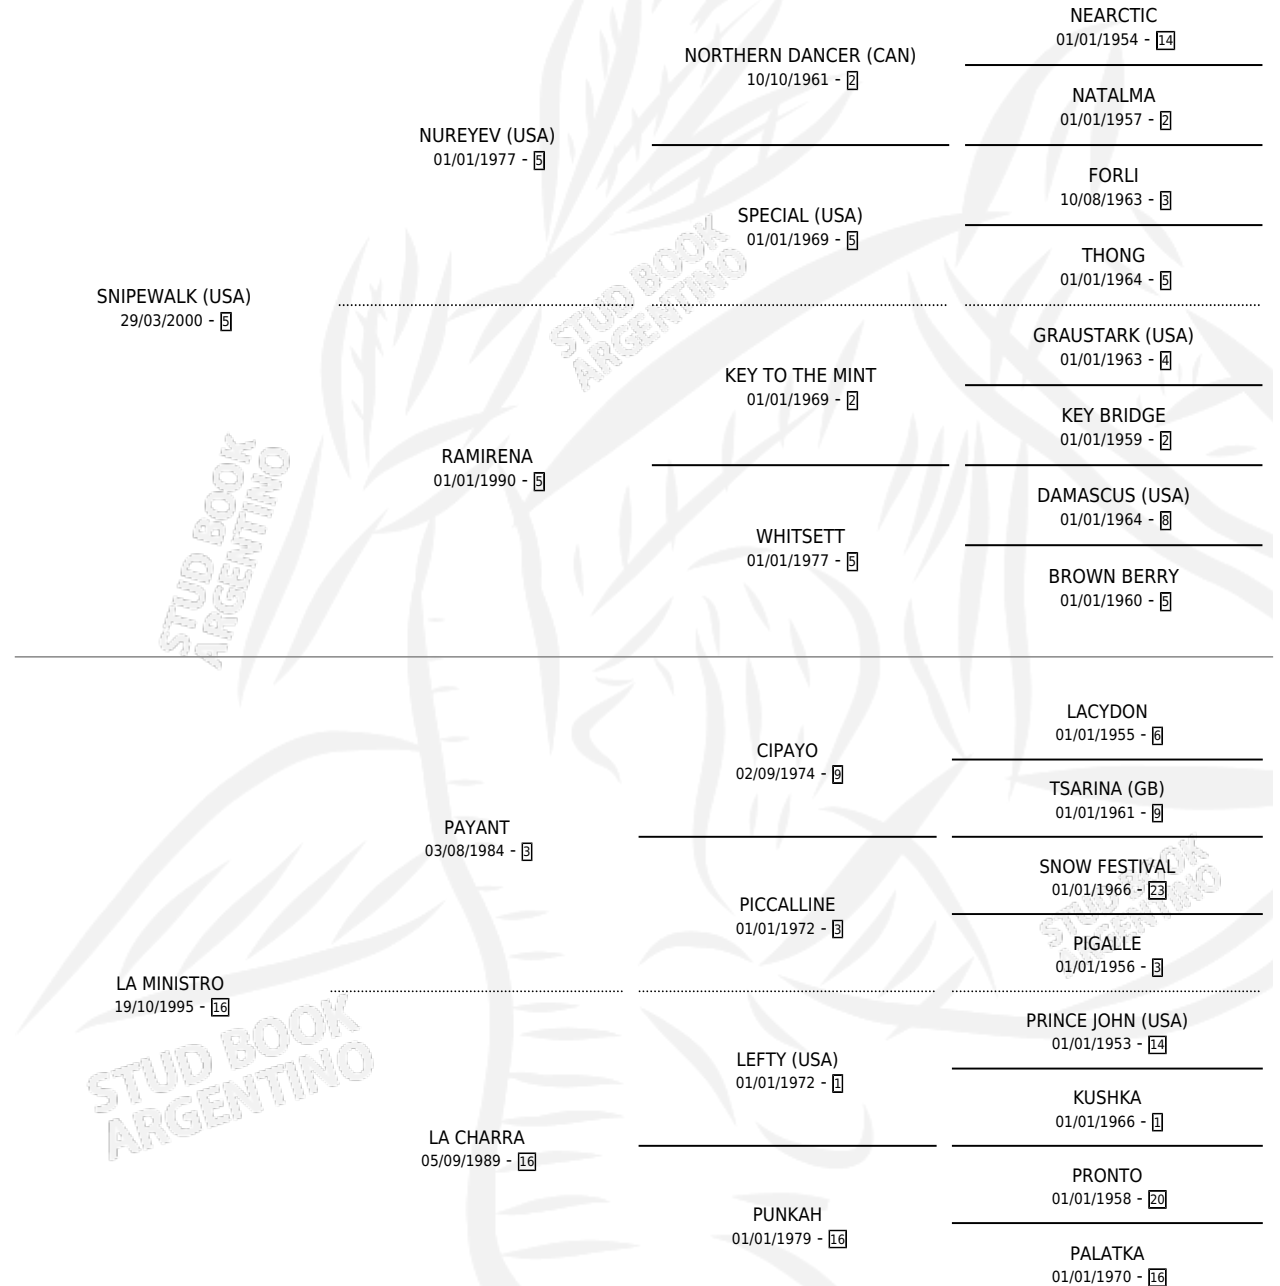 NEARCTIC
01/01/1954 - 14
NORTHERN DANCER (CAN)
10/10/1961 - 2
NATALMA
01/01/1957 - 2
NUREYEV (USA)
01/01/1977 - 5
FORLI
10/08/1963 - 3
SPECIAL (USA)
01/01/1969 - 5
THONG
01/01/1964 - 5
SNIPEWALK (USA)
29/03/2000 - 5
GRAUSTARK (USA)
01/01/1963 - 4
KEY TO THE MINT
01/01/1969 - 2
KEY BRIDGE
01/01/1959 - 2
RAMIRENA
01/01/1990 - 5
DAMASCUS (USA)
01/01/1964 - 8
WHITSETT
01/01/1977 - 5
BROWN BERRY
01/01/1960 - 5
LACYDON
01/01/1955 - 6
CIPAYO
02/09/1974 - 9
TSARINA (GB)
01/01/1961 - 9
PAYANT
03/08/1984 - 3
SNOW FESTIVAL
01/01/1966 - 23
PICCALLINE
01/01/1972 - 3
PIGALLE
01/01/1956 - 3
LA MINISTRO
19/10/1995 - 16
PRINCE JOHN (USA)
01/01/1953 - 14
LEFTY (USA)
01/01/1972 - 1
KUSHKA
01/01/1966 - 1
LA CHARRA
05/09/1989 - 16
PRONTO
01/01/1958 - 20
PUNKAH
01/01/1979 - 16
PALATKA
01/01/1970 - 16
STUD BOOK
ARGENTINO
STUD BOOK
ARGENTINO
STUD BOOK
ARGENTINO
STUD BOOK
ARGENTINO